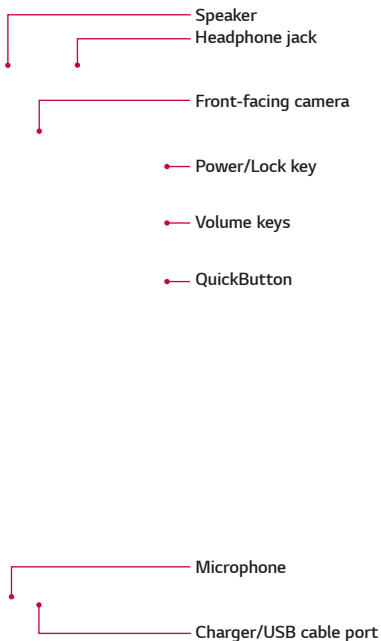 Speaker
Headphone jack
Front-facing camera
Power/Lock key
Volume keys
QuickButton
Microphone
Charger/USB cable port